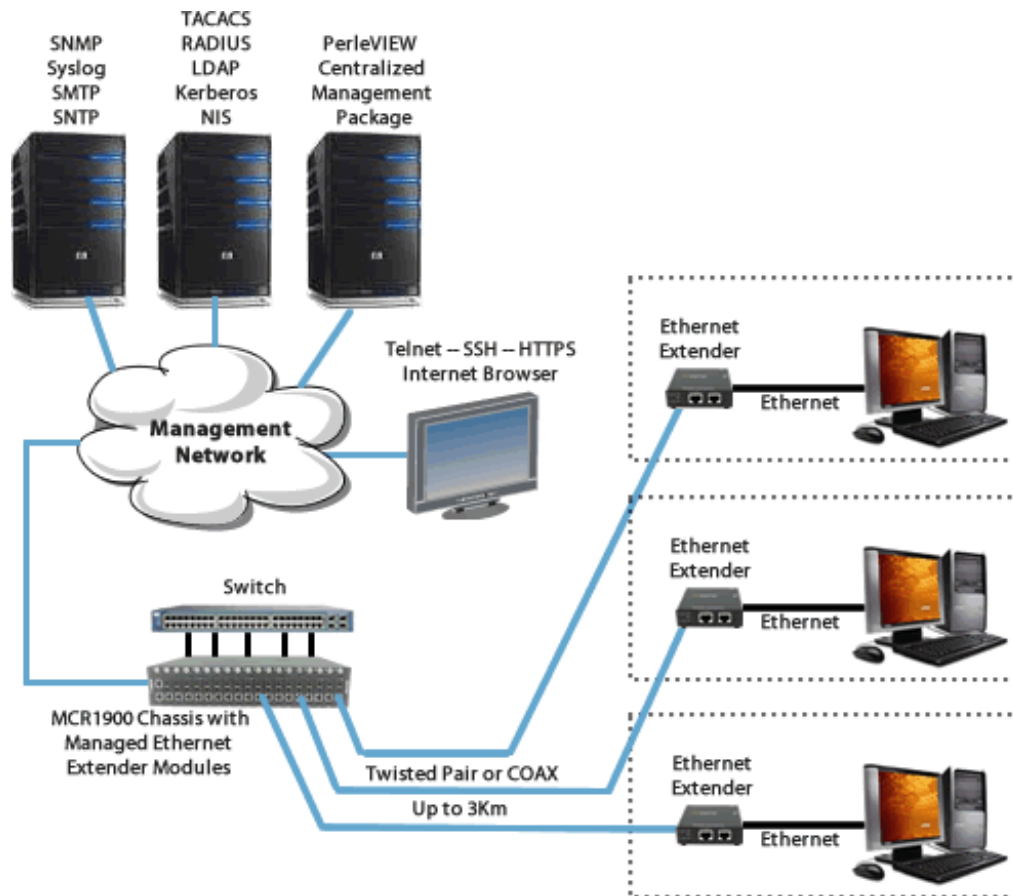 SNMP
Syslog
SMTP
SNTP
TACACS
RADIUS
LDAP
Kerberos
NIS
PerleVIEW
Centralized
Management
Package
Telnet -- SSH -- HTTPS
Internet Browser
Management
Network
Switch
MCR1900 Chassis with
Managed Ethernet
Extender Modules
Twisted Pair or COAX
Up to 3Km
Ethernet
Extender
Ethernet
Ethernet
Extender
Ethernet
Ethernet
Extender
Ethernet